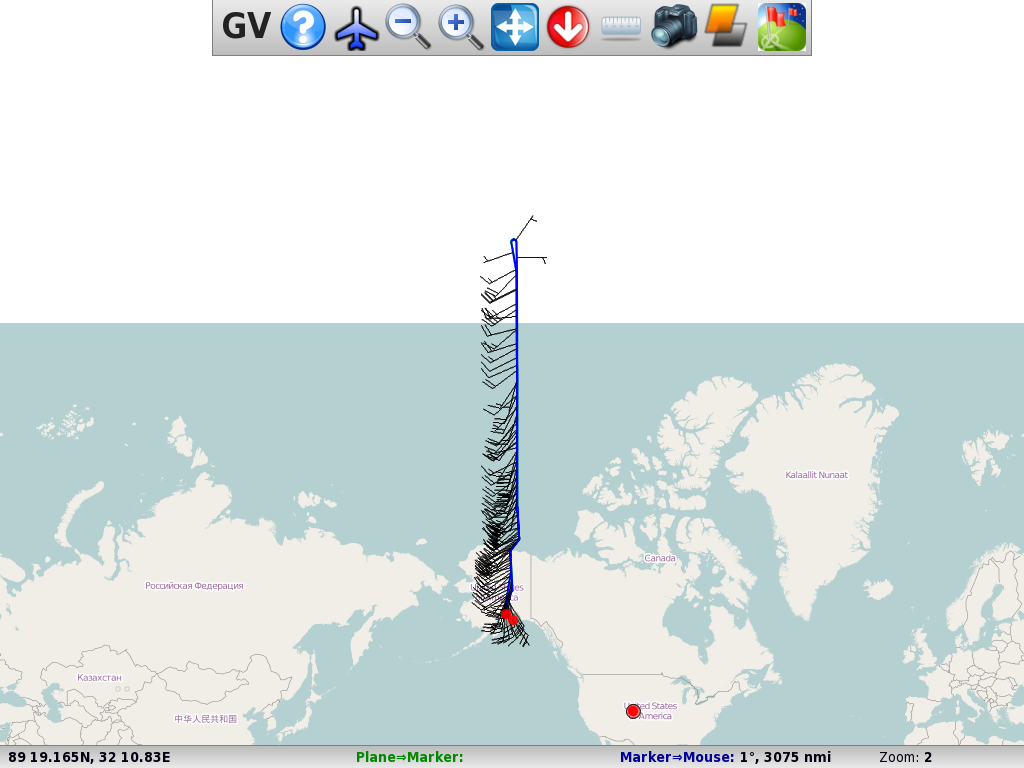 GV
Kalaallit Nunaat
Canada
Российская Федерация
Казахстан
中华人民共和国
United States
America
89 19.165N, 32 10.83E
Plane⇒Marker:
Marker⇒Mouse: 1°, 3075 nmi
Zoom: 2